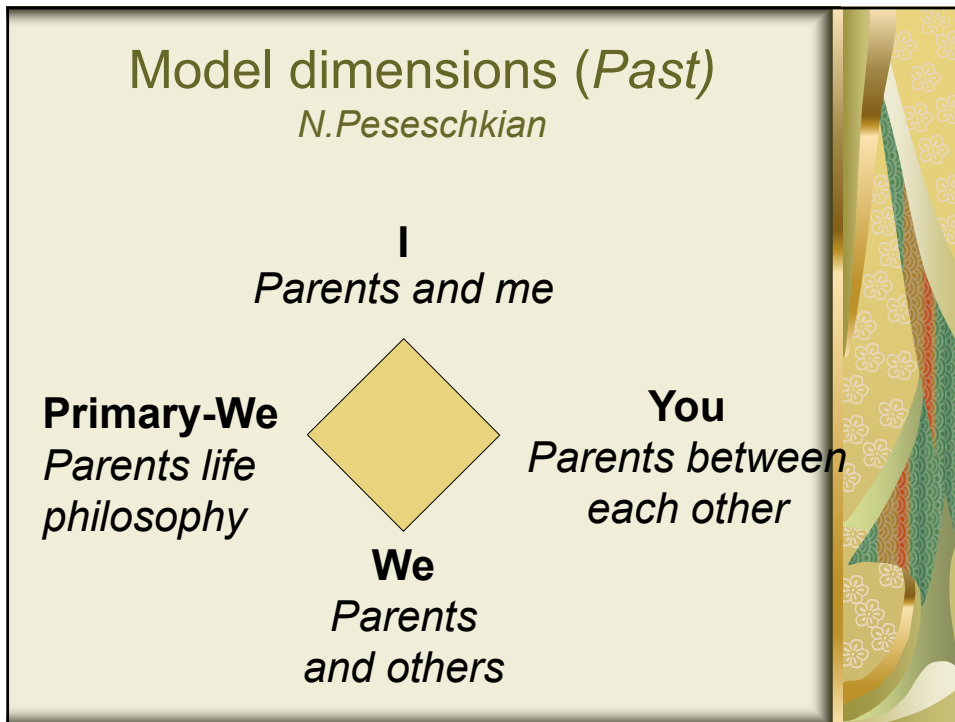 Model dimensions (Past)
N.Peseschkian
I
Parents and me
Primary-We
Parents life
philosophy
You
Parents between
each other
We
Parents
and others